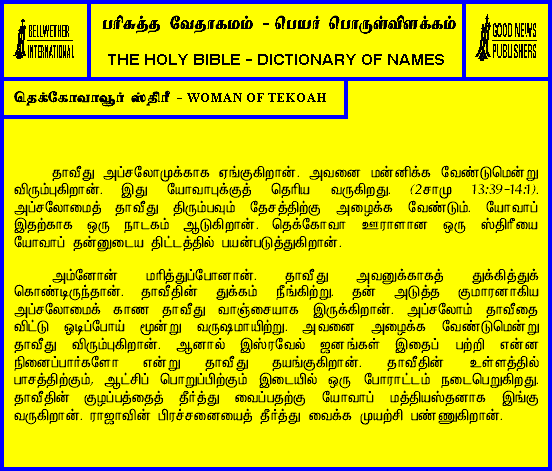 BELLWETHER
INTERNATIONAL
பரிசுத்த வேதாகமம் - பெயர் பொருள்விளக்கம்
THE HOLY BIBLE - DICTIONARY OF NAMES
GOOD NEWS
PUBLISHERS
தெக்கோவாவூர் ஸ்திரீ - WOMAN OF TEKOAH
தாவீது அப்சலோமுக்காக ஏங்குகிறான். அவனை மன்னிக்க வேண்டுமென்று
விரும்புகிறான். இது யோவாபுக்குத் தெரிய வருகிறது. (2சாமு 13:39-14:1).
அப்சலோமைத் தாவீது திரும்பவும் தேசத்திற்கு அழைக்க வேண்டும். யோவாப்
இதற்காக ஒரு நாடகம் ஆடுகிறான். தெக்கோவா ஊராளான ஒரு ஸ்திரீயை
யோவாப் தன்னுடைய திட்டத்தில் பயன்படுத்துகிறான்.
அம்னோன் மரித்துப்போனான். தாவீது அவனுக்காகத் துக்கித்துக்
கொண்டிருந்தான். தாவீதின் துக்கம் நீங்கிற்று. தன் அடுத்த குமாரனாகிய
அப்சலோமைக் காண தாவீது வாஞ்சையாக இருக்கிறான். அப்சலோம் தாவீதை
விட்டு ஓடிப்போய் மூன்று வருஷமாயிற்று. அவனை அழைக்க வேண்டுமென்று
தாவீது விரும்புகிறான். ஆனால் இஸ்ரவேல் ஜனங்கள் இதைப் பற்றி என்ன
நினைப்பார்களோ என்று தாவீது தயங்குகிறான். தாவீதின் உள்ளத்தில்
பாசத்திற்கும், ஆட்சிப் பொறுப்பிற்கும் இடையில் ஒரு போராட்டம் நடைபெறுகிறது.
தாவீதின் குழப்பத்தைத் தீர்த்து வைப்பதற்கு யோவாப் மத்தியஸ்தனாக இங்கு
வருகிறான். ராஜாவின் பிரச்சனையைத் தீர்த்து வைக்க முயற்சி பண்ணுகிறான்.